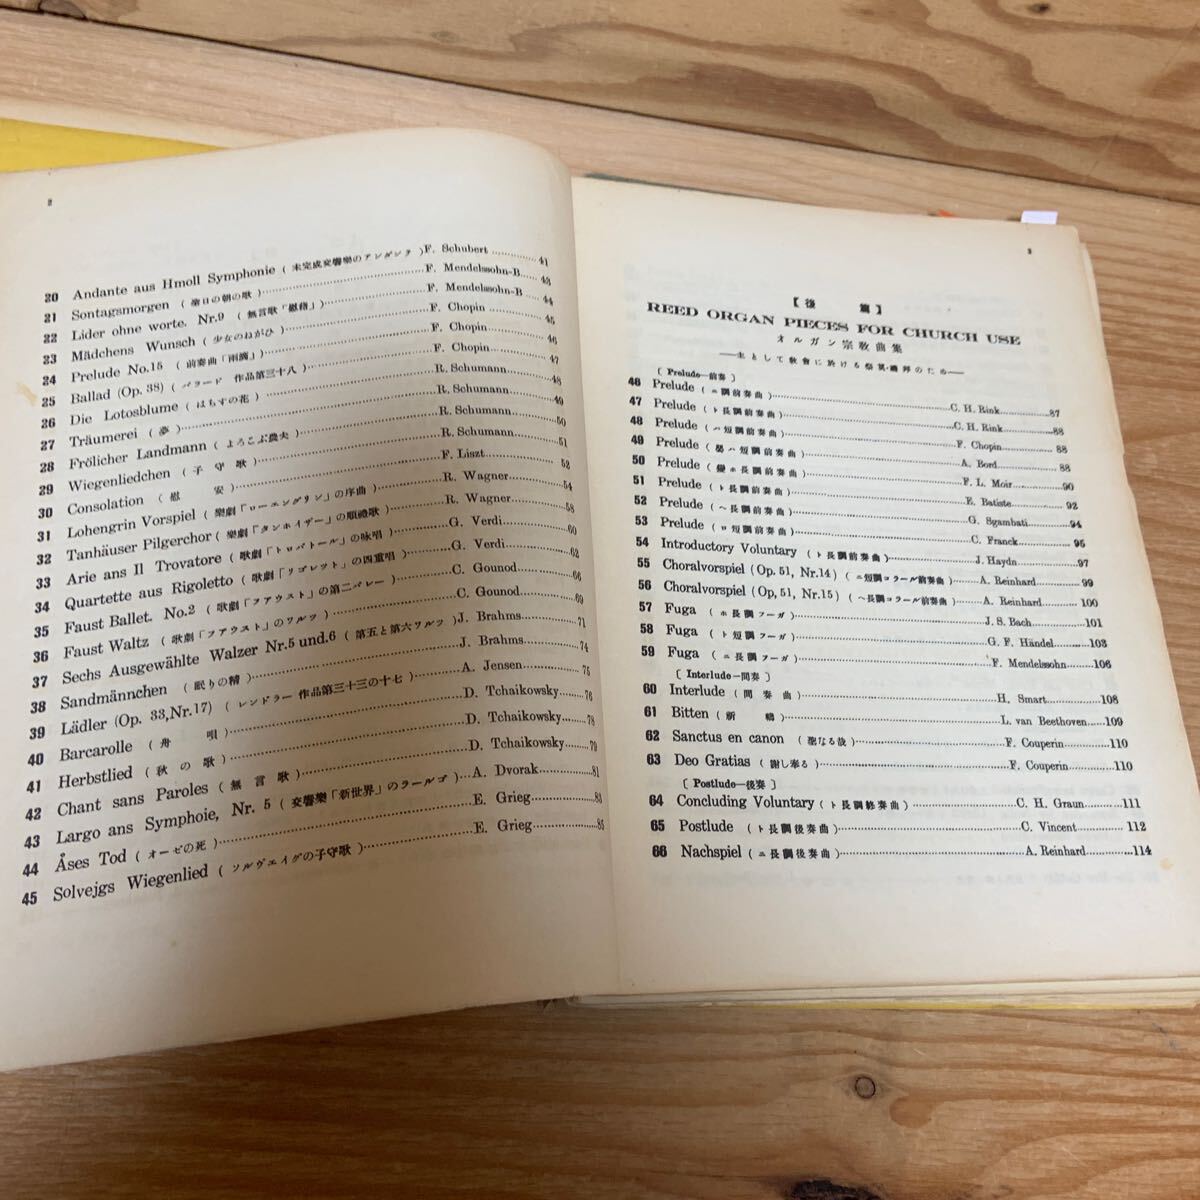 2
20 Andante aus Hmoll Symphonie (未完成交響樂のアンダンテ) F. Schubert 41
21 Sontagsmorgen (諭日の朝の歌) F. Mendelssohn-B. 43
22 Lider ohne worte. Nr.9 (無言歌「慰藉」) F. Mendelssohn-B 44
23 Mädchens Wunsch (少女のねがひ) F. Chopin 45
24 Prelude No.15 (前奏曲「雨滴」) F. Chopin 46
25 Ballad (Op. 38) (バラード 作品第三十八) F. Chopin 47
26 Die Lotosblume (はちすの花) R. Schumann 48
27 Träumerei (夢) R. Schumann 49
28 Frölicher Landmann (よろこぶ農夫) R. Schumann 50
29 Wiegenliedchen (子守歌) R. Schumann 51
30 Consolation (慰安) F. Liszt 52
31 Lohengrin Vorspiel (樂劇「ローエングリン」の序曲) R. Wagner 54
32 Tanhäuser Pilgerchor (樂劇「タンホイザー」の順禮歌) R. Wagner 58
33 Arie ans Il Trovatore (歌劇「トロバトール」の咏唱) G. Verdi 60
34 Quartette aus Rigoletto (歌劇「リゴレット」の四重唱) G. Verdi 62
35 Faust Ballet. No.2 (歌劇「フアウスト」の第二バレー) C. Gounod 66
36 Faust Waltz (歌劇「フアウスト」のワルツ) C. Gounod 69
37 Sechs Ausgewählte Walzer Nr.5 und.6 (第五と第六ワルツ) J. Brahms 71
38 Sandmännchen (眠りの精) J. Brahms 74
39 Lädler (Op. 33,Nr.17) (レンドラー 作品第三十三の十七) A. Jensen 75
40 Barcarolle (舟唄) D. Tchaikowsky 76
41 Herbstlied (秋の歌) D. Tchaikowsky 78
42 Chant sans Paroles (無言歌) D. Tchaikowsky 79
43 Largo ans Symphoie, Nr. 5 (交響樂「新世界」のラールゴ) A. Dvorak 81
44 Åses Tod (オーゼの死) E. Grieg 83
45 Solvejgs Wiegenlied (ソルヴェイグの子守歌) E. Grieg 85
3
【後篇】
REED ORGAN PIECES FOR CHURCH USE
オルガン宗敎曲集
——主として敎會に於ける祭奠・禮拜のため——
〔Prelude—前奏〕
46 Prelude (ニ調前奏曲) C. H. Rink 87
47 Prelude (ト長調前奏曲) C. H. Rink 88
48 Prelude (ハ短調前奏曲) F. Chopin 88
49 Prelude (嬰ハ短調前奏曲) A. Bord 88
50 Prelude (變ホ長調前奏曲) F. L. Moir 90
51 Prelude (ト長調前奏曲) E. Batiste 92
52 Prelude (ヘ長調前奏曲) G. Sgambati 94
53 Prelude (ロ短調前奏曲) C. Franck 95
54 Introductory Voluntary (ト長調前奏曲) J. Haydn 97
55 Choralvorspiel (Op. 51, Nr.14) (ニ短調コラール前奏曲) A. Reinhard 99
56 Choralvorspiel (Op, 51, Nr.15) (ヘ長調コラール前奏曲) A. Reinhard 100
57 Fuga (ホ長調フーガ) J. S. Bach 101
58 Fuga (ト短調フーガ) G. F. Händel 103
59 Fuga (ニ長調フーガ) F. Mendelssohn 106
〔Interlude—間奏〕
60 Interlude (間奏曲) H. Smart 108
61 Bitten (祈禱) L. van Beethoven 109
62 Sanctus en canon (聖なる哉) F. Couperin 110
63 Deo Gratias (謝し奉る) F. Couperin 110
〔Postlude—後奏〕
64 Concluding Voluntary (ト長調終奏曲) C. H. Graun 111
65 Postlude (ト長調後奏曲) C. Vincent 112
66 Nachspiel (ニ長調後奏曲) A. Reinhard 114